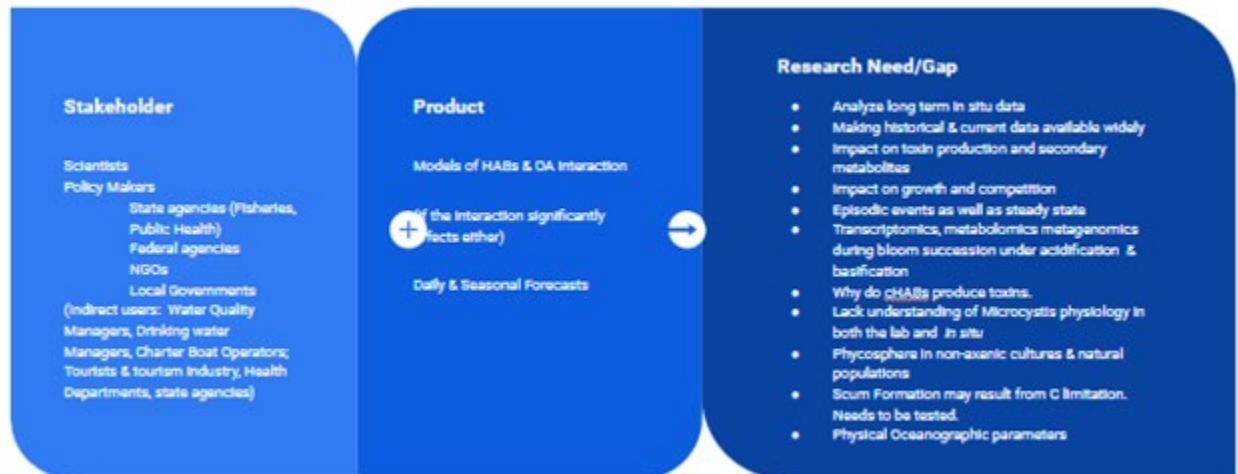 Stakeholder
Scientists
Policy Makers
State agencies (Fisheries,
Public Health)
Federal agencies
NGOs
Local Governments
(Indirect users: Water Quality
Managers, Drinking water
Managers, Charter Boat Operators;
Tourists & tourism Industry, Health
Departments, state agencies)
Product
Models of HABs & OA Interaction
(If the interaction significantly
either)
Daily & Seasonal Forecasts
Research Need/Gap
• Analyze long term in situ data
• Making historical & current data available widely
• Impact on toxin production and secondary
metabolites
• Impact on growth and competition
• Episodic events as well as steady state
• Transcriptomics, metabolomics metagenomics
during bloom succession under acidification &
basification
• Why do cHABs produce toxins.
• Lack understanding of Microcystis physiology in
both the lab and in situ
• Phycosphere in non-axenic cultures & natural
populations
• Scum Formation may result from C limitation.
Needs to be tested.
• Physical Oceanographic parameters